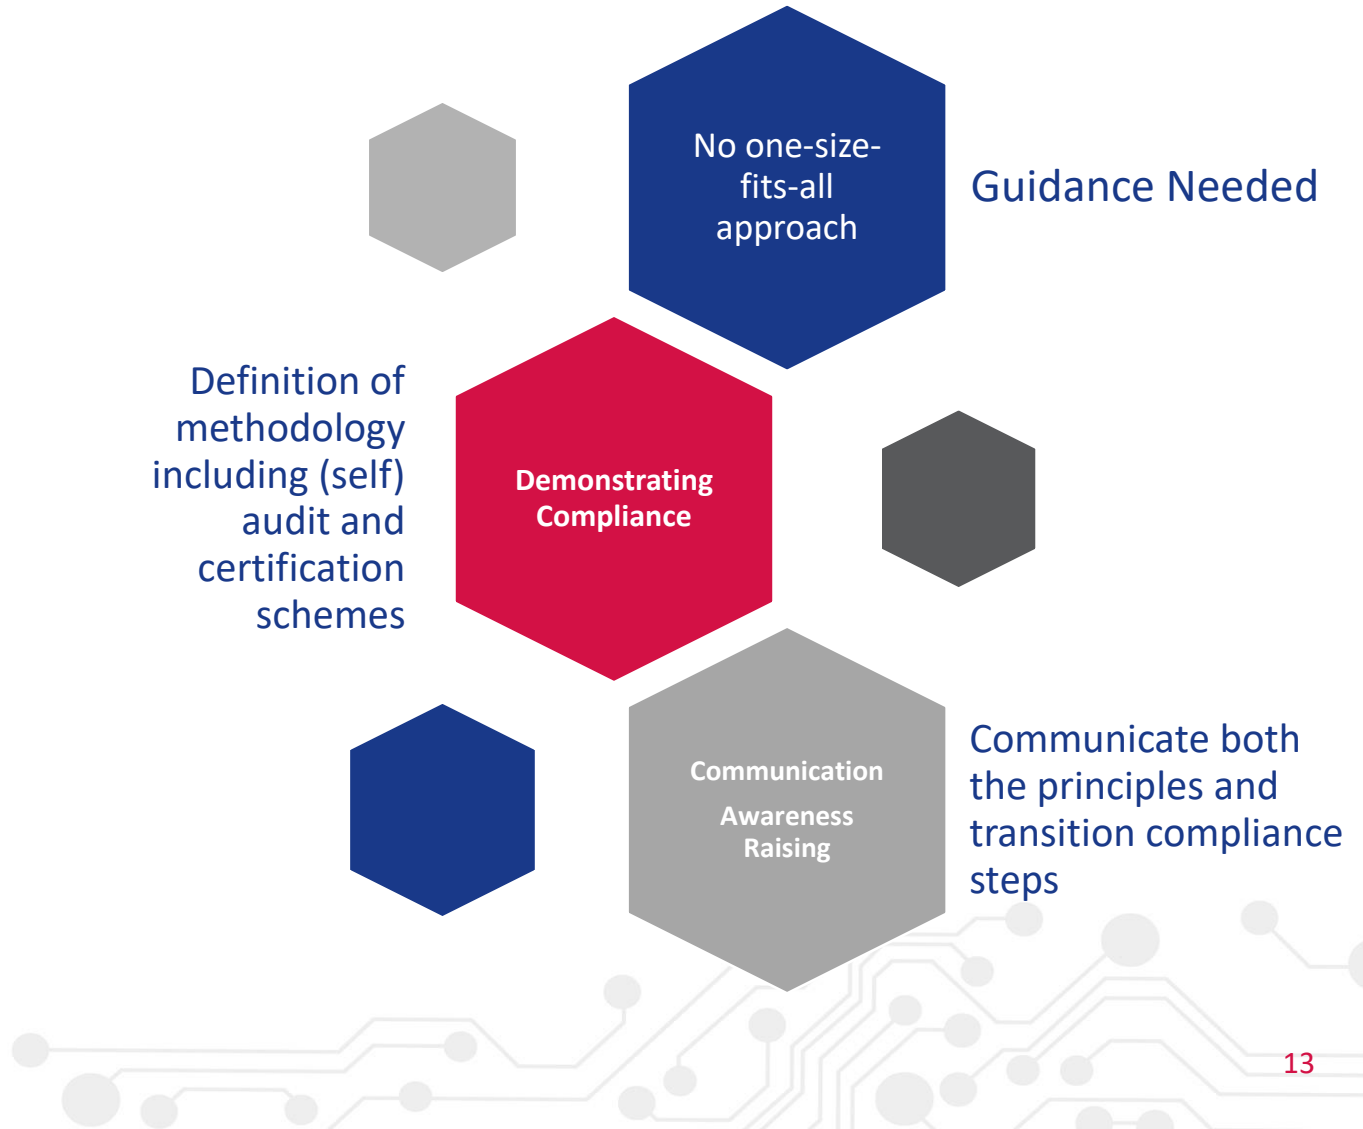 No one-size-
fits-all
approach
Guidance Needed
Definition of
methodology
including (self)
audit and
certification
schemes
Demonstrating
Compliance
Communication
Awareness
Raising
Communicate both
the principles and
transition compliance
steps
13